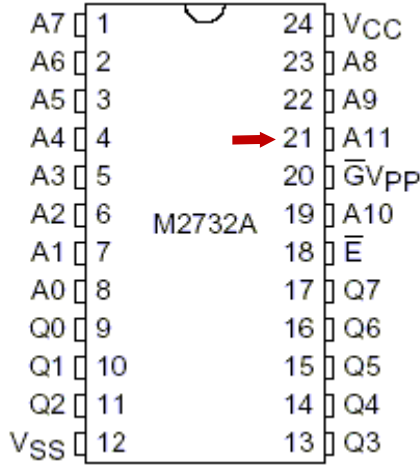 A7 1 24 VCC
A6 2 23 A8
A5 3 22 A9
A4 4 21 A11
A3 5 20 G̅VPP
A2 6 M2732A 19 A10
A1 7 18 E̅
A0 8 17 Q7
Q0 9 16 Q6
Q1 10 15 Q5
Q2 11 14 Q4
VSS 12 13 Q3